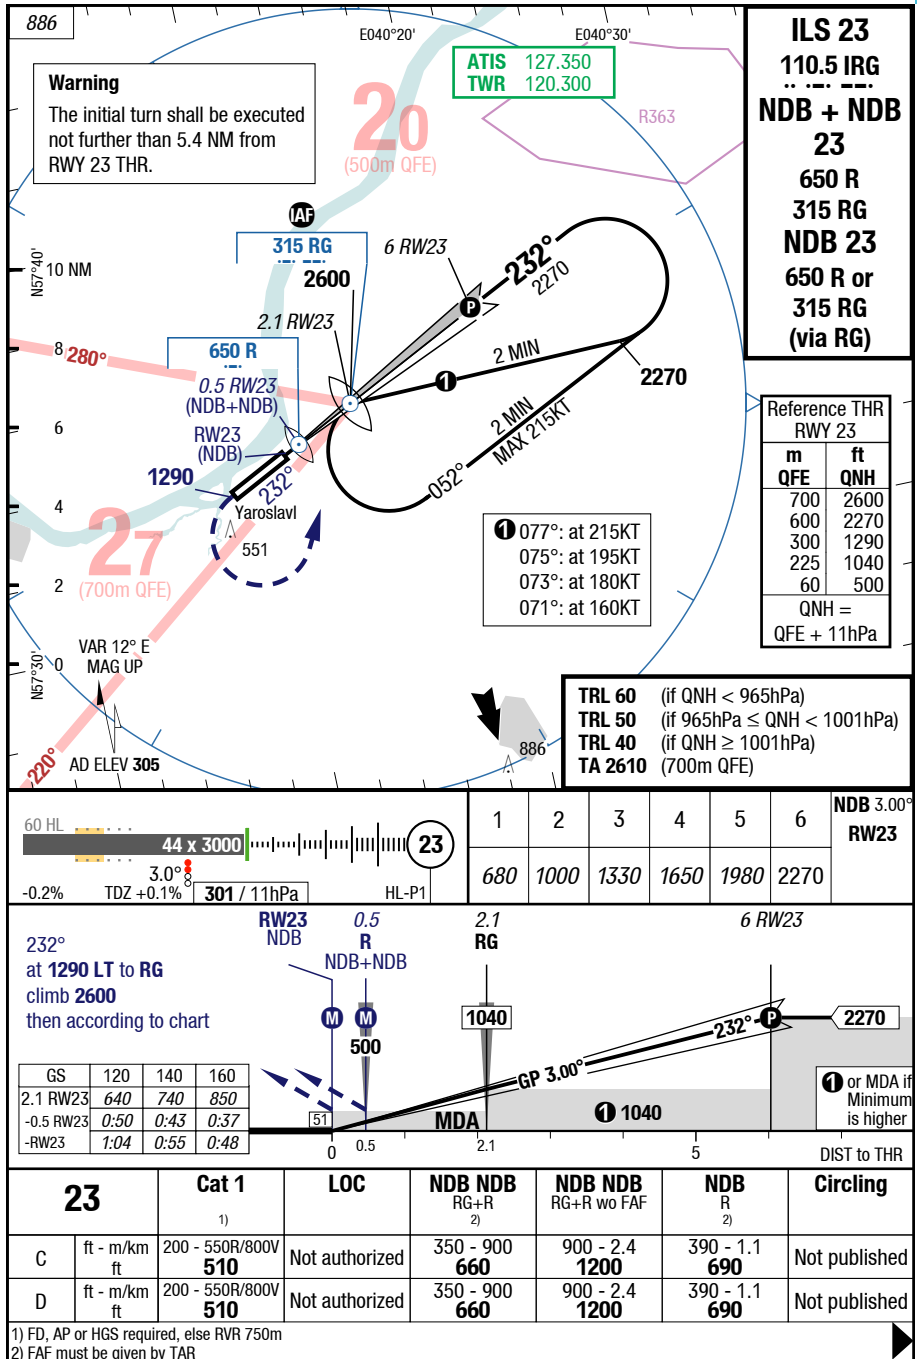 886
E040°20'
E040°30'
ATIS 127.350
TWR 120.300
Warning
The initial turn shall be executed
not further than 5.4 NM from
RWY 23 THR.
20
(500m QFE)
R363
ILS 23
110.5 IRG
NDB + NDB
23
650 R
315 RG
NDB 23
650 R or
315 RG
(via RG)
IAF
315 RG
2600
6 RW23
232°
2270
P
N57°40'
10 NM
2.1 RW23
8
280°
650 R
0.5 RW23
(NDB+NDB)
2 MIN
1
2270
2 MIN
MAX 215KT
052°
6
RW23
(NDB)
1290
232°
Yaroslavl
551
4
27
(700m QFE)
2
N57°30'
0
Reference THR
RWY 23
m ft
QFE QNH
700 2600
600 2270
300 1290
225 1040
60 500
QNH =
QFE + 11hPa
1 077°: at 215KT
075°: at 195KT
073°: at 180KT
071°: at 160KT
VAR 12° E
MAG UP
220°
AD ELEV 305
886
TRL 60 (if QNH < 965hPa)
TRL 50 (if 965hPa ≤ QNH < 1001hPa)
TRL 40 (if QNH ≥ 1001hPa)
TA 2610 (700m QFE)
60 HL
44 x 3000
23
3.0°
-0.2% TDZ +0.1% 301 / 11hPa HL-P1
1 2 3 4 5 6 NDB 3.00°
RW23
680 1000 1330 1650 1980 2270
232°
at 1290 LT to RG
climb 2600
then according to chart
RW23
NDB
0.5
R
NDB+NDB
2.1
RG
6 RW23
M M
500
1040
232°
P
2270
GP 3.00°
51
MDA
1 1040
1 or MDA if
Minimum
is higher
GS 120 140 160
2.1 RW23 640 740 850
-0.5 RW23 0:50 0:43 0:37
-RW23 1:04 0:55 0:48
0 0.5 2.1 5 DIST to THR
23 Cat 1 1) LOC NDB NDB RG+R 2) NDB NDB RG+R wo FAF NDB R 2) Circling
C ft - m/km 200 - 550R/800V Not authorized 350 - 900 900 - 2.4 390 - 1.1 Not published
ft 510 660 1200 690
D ft - m/km 200 - 550R/800V Not authorized 350 - 900 900 - 2.4 390 - 1.1 Not published
ft 510 660 1200 690
1) FD, AP or HGS required, else RVR 750m
2) FAF must be given by TAR